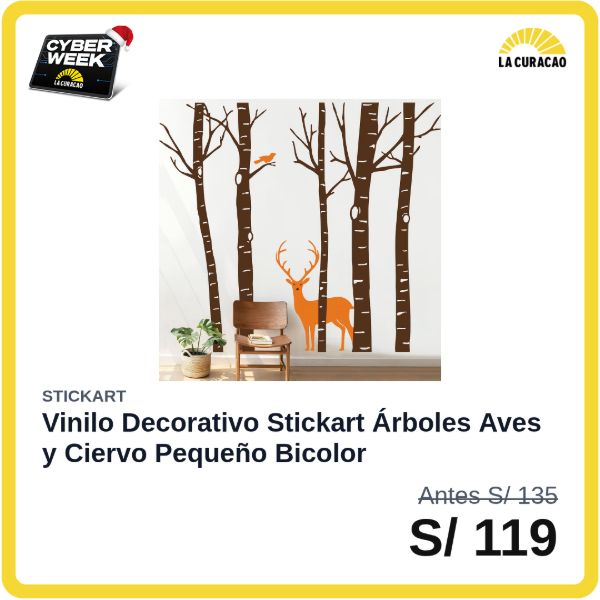 CYBER
WEEK
LA CURACAO
LA CURACAO
STICKART
Vinilo Decorativo Stickart Árboles Aves
y Ciervo Pequeño Bicolor
Antes S/ 135
S/ 119